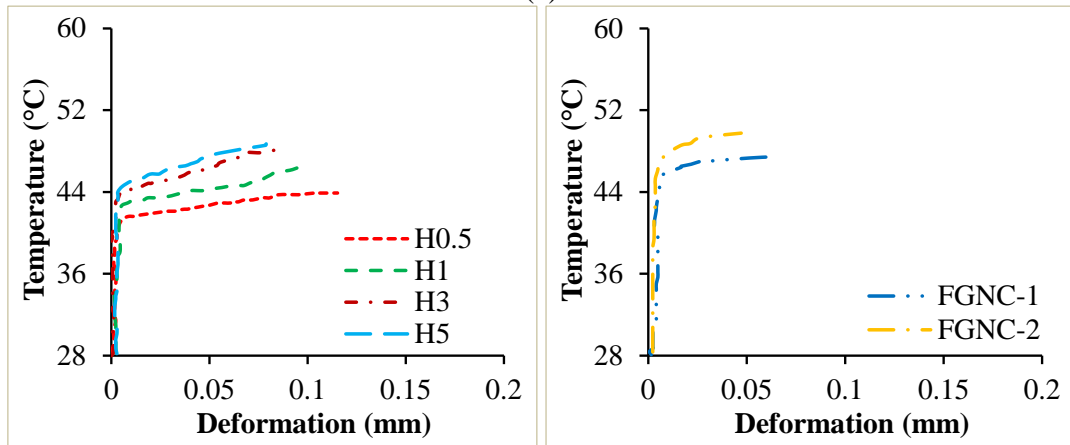 60
52
44
36
28
Temperature (°C)
0
0.05
0.1
0.15
0.2
Deformation (mm)
H0.5
H1
H3
H5
60
52
44
36
28
Temperature (°C)
0
0.05
0.1
0.15
0.2
Deformation (mm)
FGNC-1
FGNC-2